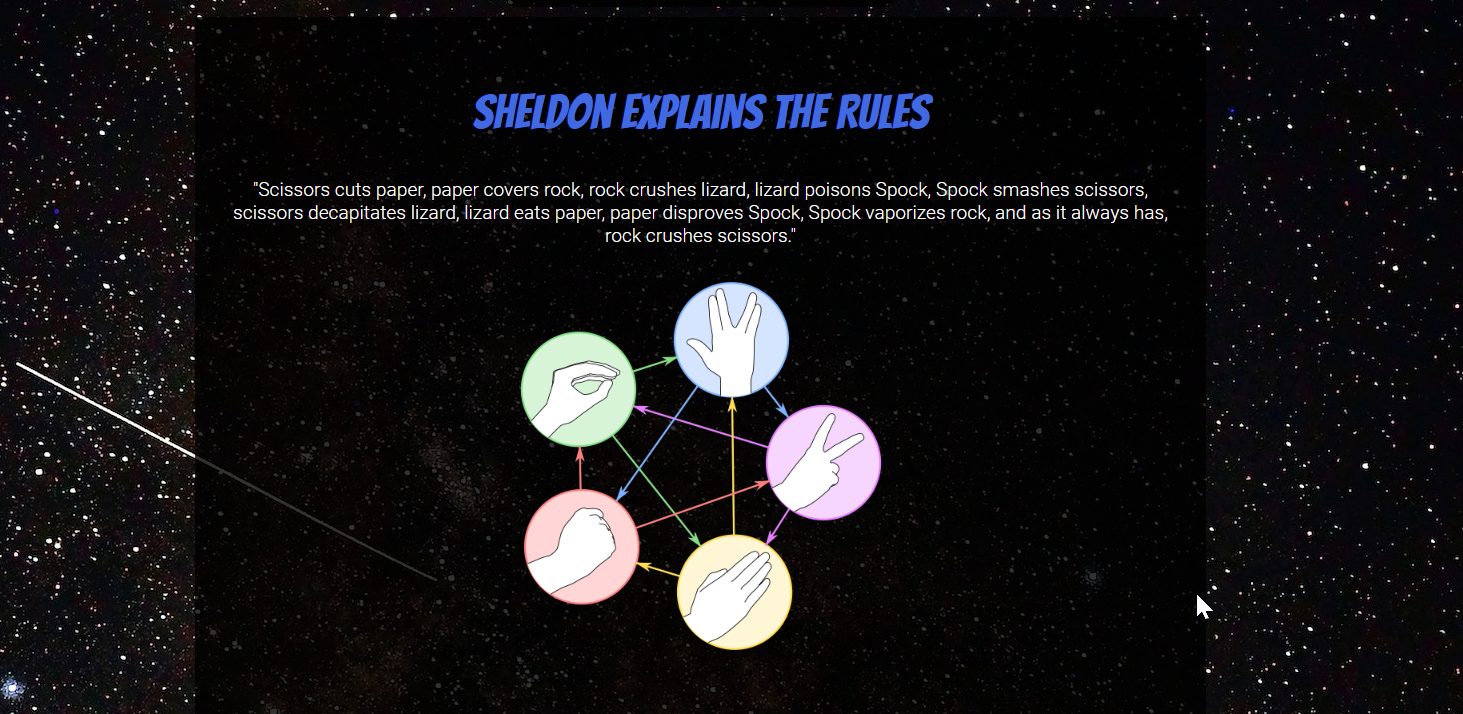 SHELDON EXPLAINS THE RULES
"Scissors cuts paper, paper covers rock, rock crushes lizard, lizard poisons Spock, Spock smashes scissors,
scissors decapitates lizard, lizard eats paper, paper disproves Spock, Spock vaporizes rock, and as it always has,
rock crushes scissors."